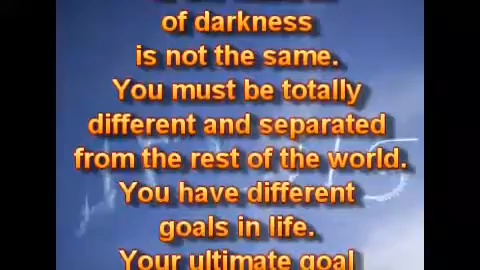 of darkness
is not the same.
You must be totally
different and separated
from the rest of the world.
You have different
goals in life.
Your ultimate goal